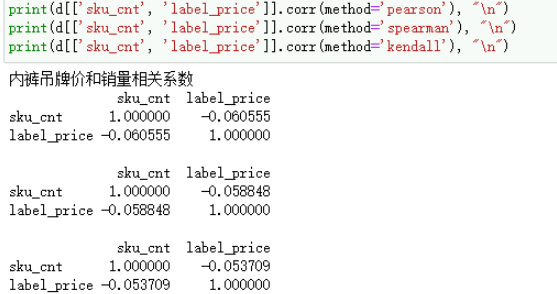 print(d[['sku_cnt', 'label_price']].corr(method='pearson'), "\n")
print(d[['sku_cnt', 'label_price']].corr(method='spearman'), "\n")
print(d[['sku_cnt', 'label_price']].corr(method='kendall'), "\n")
内裤吊牌价和销量相关系数
sku_cnt label_price
sku_cnt 1.000000 -0.060555
label_price -0.060555 1.000000
sku_cnt label_price
sku_cnt 1.000000 -0.058848
label_price -0.058848 1.000000
sku_cnt label_price
sku_cnt 1.000000 -0.053709
label_price -0.053709 1.000000